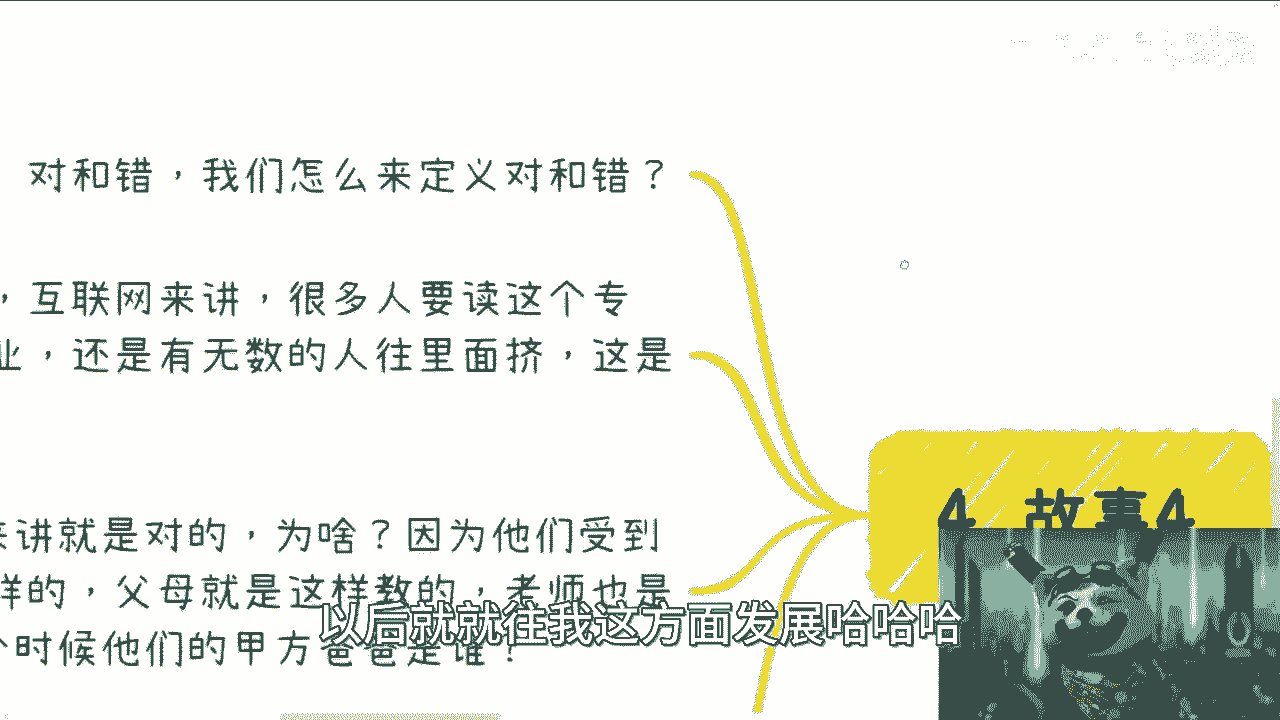 对和错，我们怎么来定义对和错？
，互联网来讲，很多人要读这个专
业，还是有无数的人往里面挤，这是
来讲就是对的，为啥？因为他们受到
样的，父母就是这样教的，老师也是
个时候他们的甲方爸爸是谁！
4、故事4
以后就就往我这方面发展哈哈哈